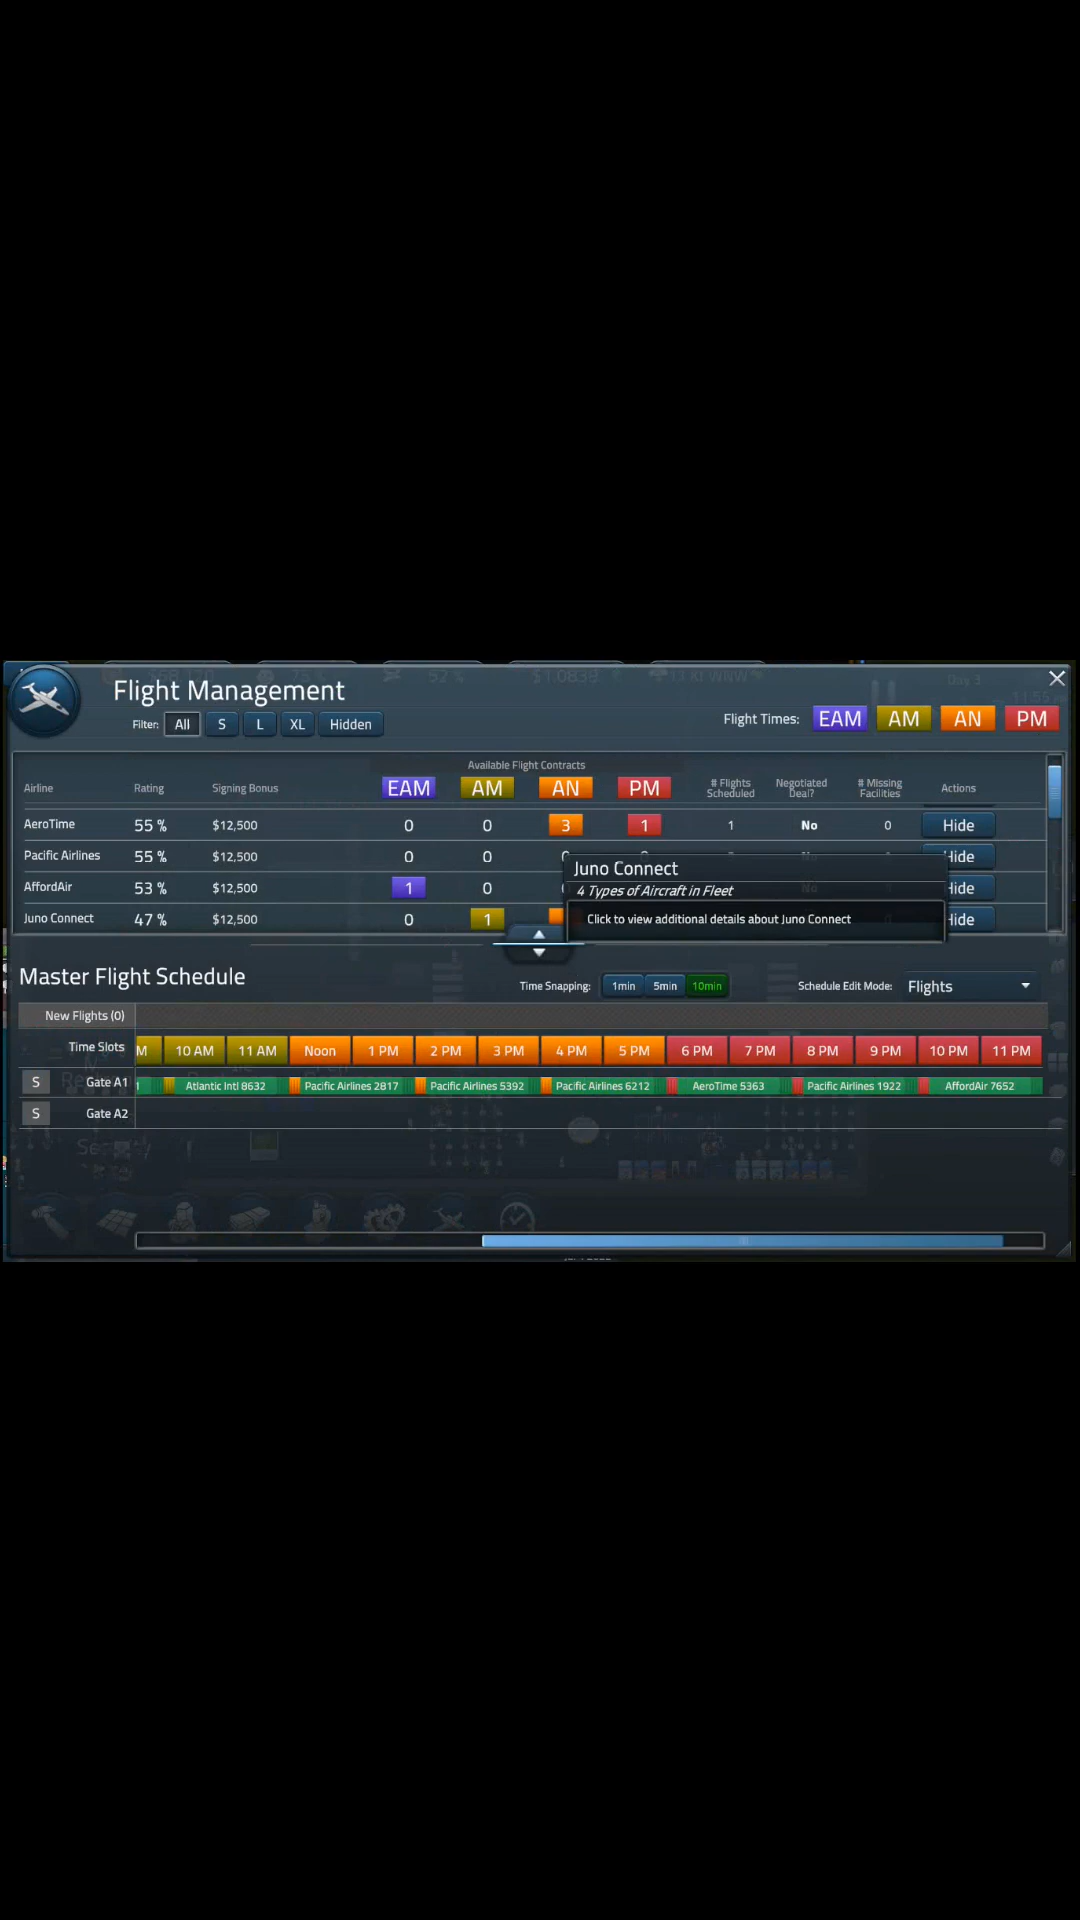 Flight Management
Filter: All S L XL Hidden
Flight Times: EAM AM AN PM
Day 3
Available Flight Contracts
Airline Rating Signing Bonus EAM AM AN PM # Flights Scheduled Negotiated Deal? # Missing Facilities Actions
AeroTime 55 % $12,500 0 0 3 1 1 No 0 Hide
Pacific Airlines 55 % $12,500 0 0 Hide
AffordAir 53 % $12,500 1 0 Hide
Juno Connect 47 % $12,500 0 1 Hide
Juno Connect
4 Types of Aircraft in Fleet
Click to view additional details about Juno Connect
Master Flight Schedule
Time Snapping: 1min 5min 10min
Schedule Edit Mode: Flights
New Flights (0)
Time Slots M 10 AM 11 AM Noon 1 PM 2 PM 3 PM 4 PM 5 PM 6 PM 7 PM 8 PM 9 PM 10 PM 11 PM
S Gate A1 Atlantic Intl 8632 Pacific Airlines 2817 Pacific Airlines 5392 Pacific Airlines 6212 AeroTime 5363 Pacific Airlines 1922 AffordAir 7652
S Gate A2